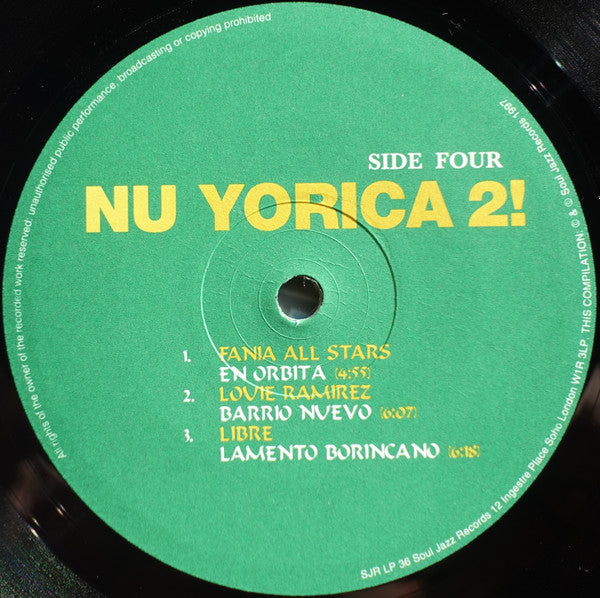 SIDE FOUR
NU YORICA 2!
1. FANIA ALL STARS
EN ORBITA (4:55)
2. LOUIE RAMIREZ
BARRIO NUEVO (6:07)
3. LIBRE
LAMENTO BORINCANO (6:18)
All rights of the owner of the recorded work reserved; unauthorised public performance, broadcasting or copying prohibited
SJR LP 36 Soul Jazz Records 12 Ingestre Place Soho London W1R 3LP. THIS COMPILATION: © & ℗ Soul Jazz Records 1997